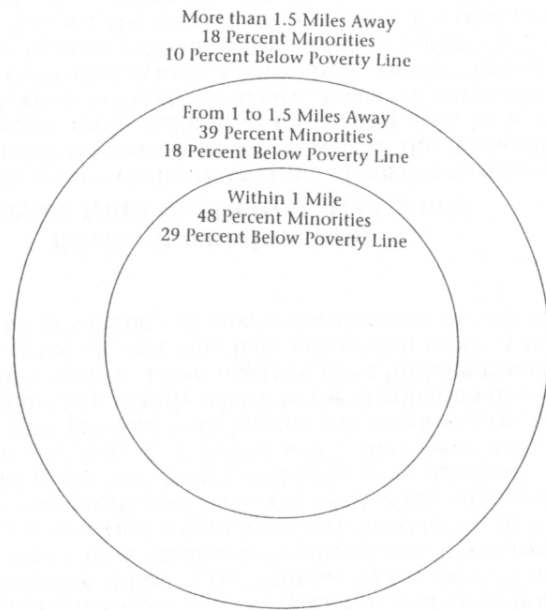 More than 1.5 Miles Away
18 Percent Minorities
10 Percent Below Poverty Line
From 1 to 1.5 Miles Away
39 Percent Minorities
18 Percent Below Poverty Line
Within 1 Mile
48 Percent Minorities
29 Percent Below Poverty Line